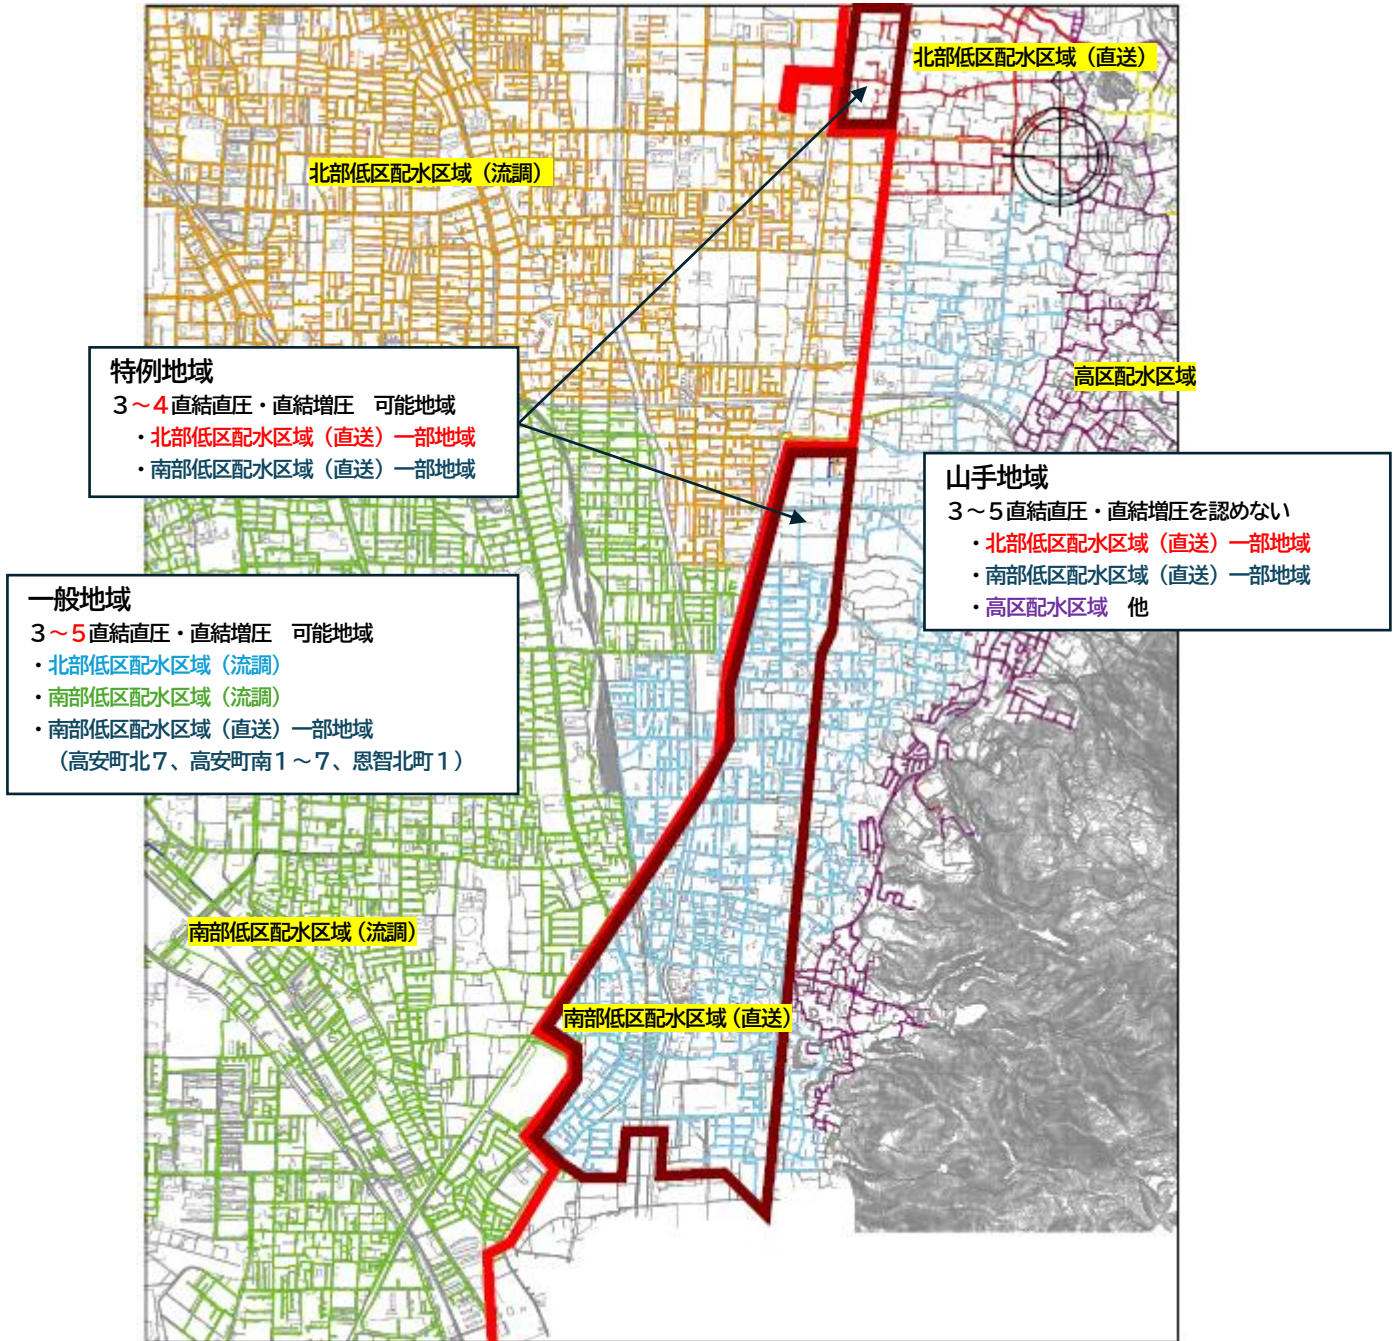 北部低区配水区域（直送）
北部低区配水区域（流調）
特例地域
３～４直結直圧・直結増圧　可能地域
・北部低区配水区域（直送）一部地域
・南部低区配水区域（直送）一部地域
高区配水区域
山手地域
３～５直結直圧・直結増圧を認めない
・北部低区配水区域（直送）一部地域
・南部低区配水区域（直送）一部地域
・高区配水区域　他
一般地域
３～５直結直圧・直結増圧　可能地域
・北部低区配水区域（流調）
・南部低区配水区域（流調）
・南部低区配水区域（直送）一部地域
（高安町北７、高安町南１～７、恩智北町１）
南部低区配水区域（流調）
南部低区配水区域（直送）